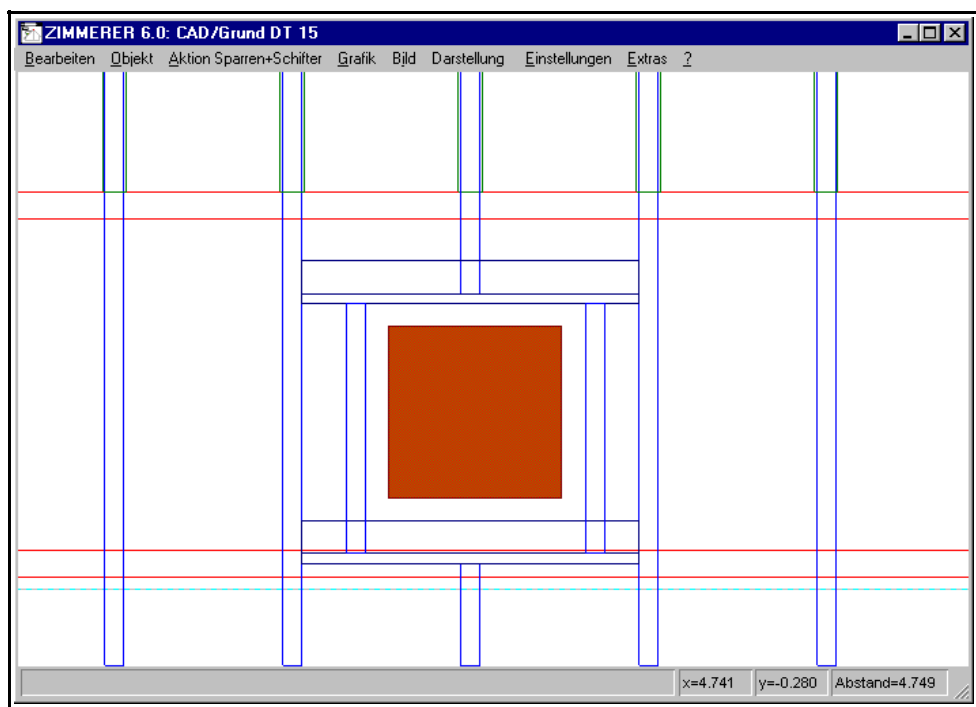 ZIMMERER 6.0: CAD/Grund DT 15
Bearbeiten Objekt Aktion Sparren+Schifter Grafik Bild Darstellung Einstellungen Extras ?
x=4.741 y=-0.280 Abstand=4.749